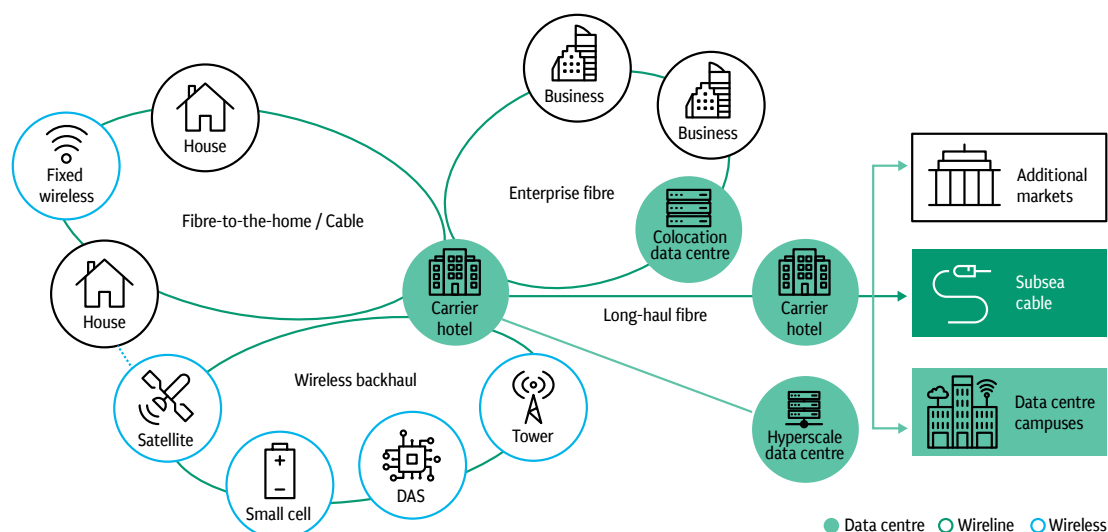 Business
Business
House
Fixed
wireless
Enterprise fibre
Additional
markets
Fibre-to-the-home / Cable
Colocation
data centre
House
Carrier
hotel
Long-haul fibre
Carrier
hotel
Subsea
cable
Wireless backhaul
Satellite
Tower
Hyperscale
data centre
Data centre
campuses
Small cell
DAS
Data centre
Wireline
Wireless